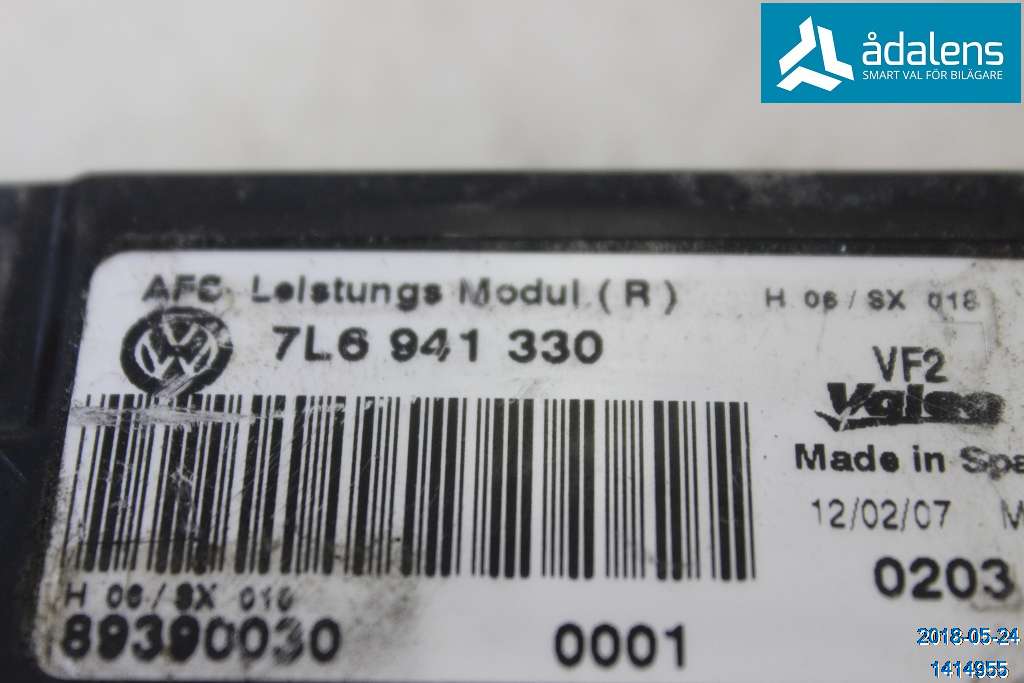 ådalens
SMART VAL FÖR BILÄGARE
AFS Leistungs Modul (R) H 06 / SX 018
7L6 941 330
VF2
Valeo
Made in Spa
12/02/07 M
0203
H 06 / SX 018
89390030 0001
2018-05-24
1414955